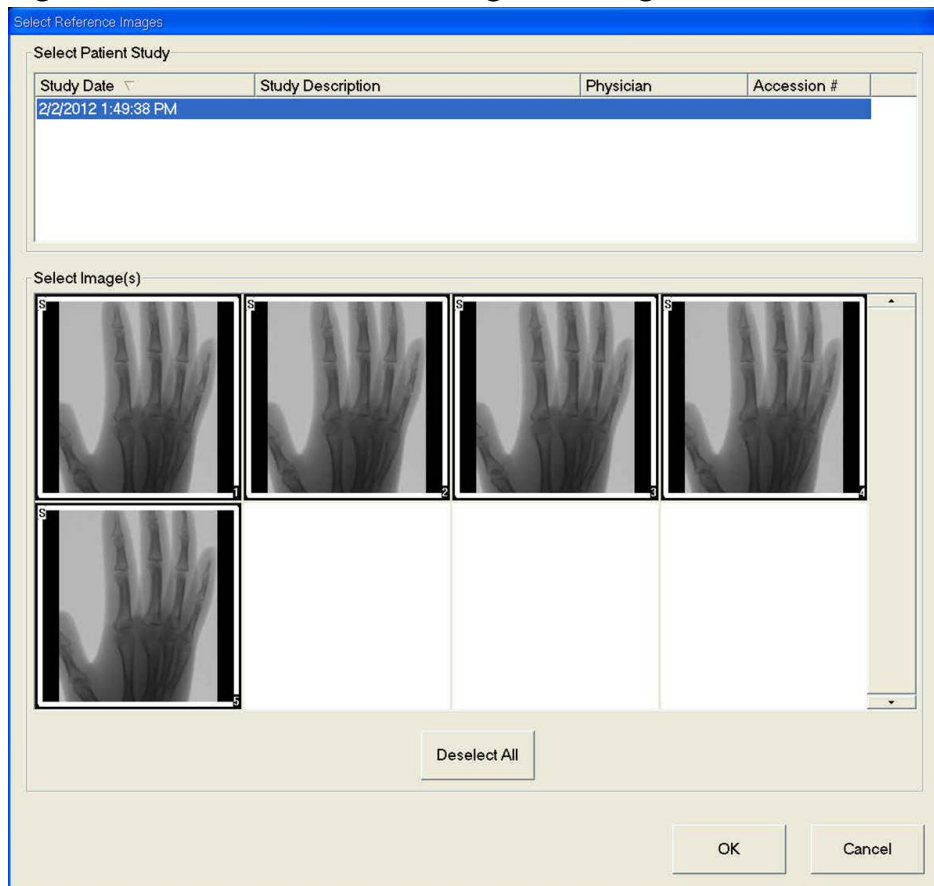 Select Reference Images
Select Patient Study
Study Date Study Description Physician Accession #
2/2/2012 1:49:38 PM
Select Image(s)
S S S S
1 2 3 4
S
5
Deselect All
OK Cancel